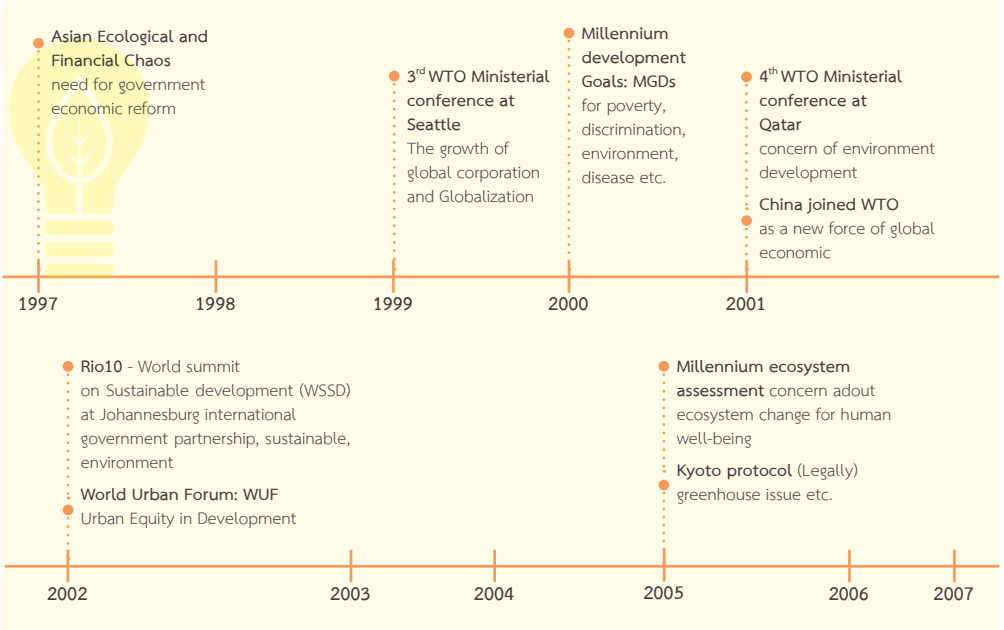 Asian Ecological and
Financial Chaos
need for government
economic reform
3rd WTO Ministerial
conference at
Seattle
The growth of
global corporation
and Globalization
Millennium
development
Goals: MGDs
for poverty,
discrimination,
environment,
disease etc.
4th WTO Ministerial
conference at
Qatar
concern of environment
development
China joined WTO
as a new force of global
economic
1997
1998
1999
2000
2001
Rio10 - World summit
on Sustainable development (WSSD)
at Johannesburg international
government partnership, sustainable,
environment
World Urban Forum: WUF
Urban Equity in Development
Millennium ecosystem
assessment concern adout
ecosystem change for human
well-being
Kyoto protocol (Legally)
greenhouse issue etc.
2002
2003
2004
2005
2006
2007